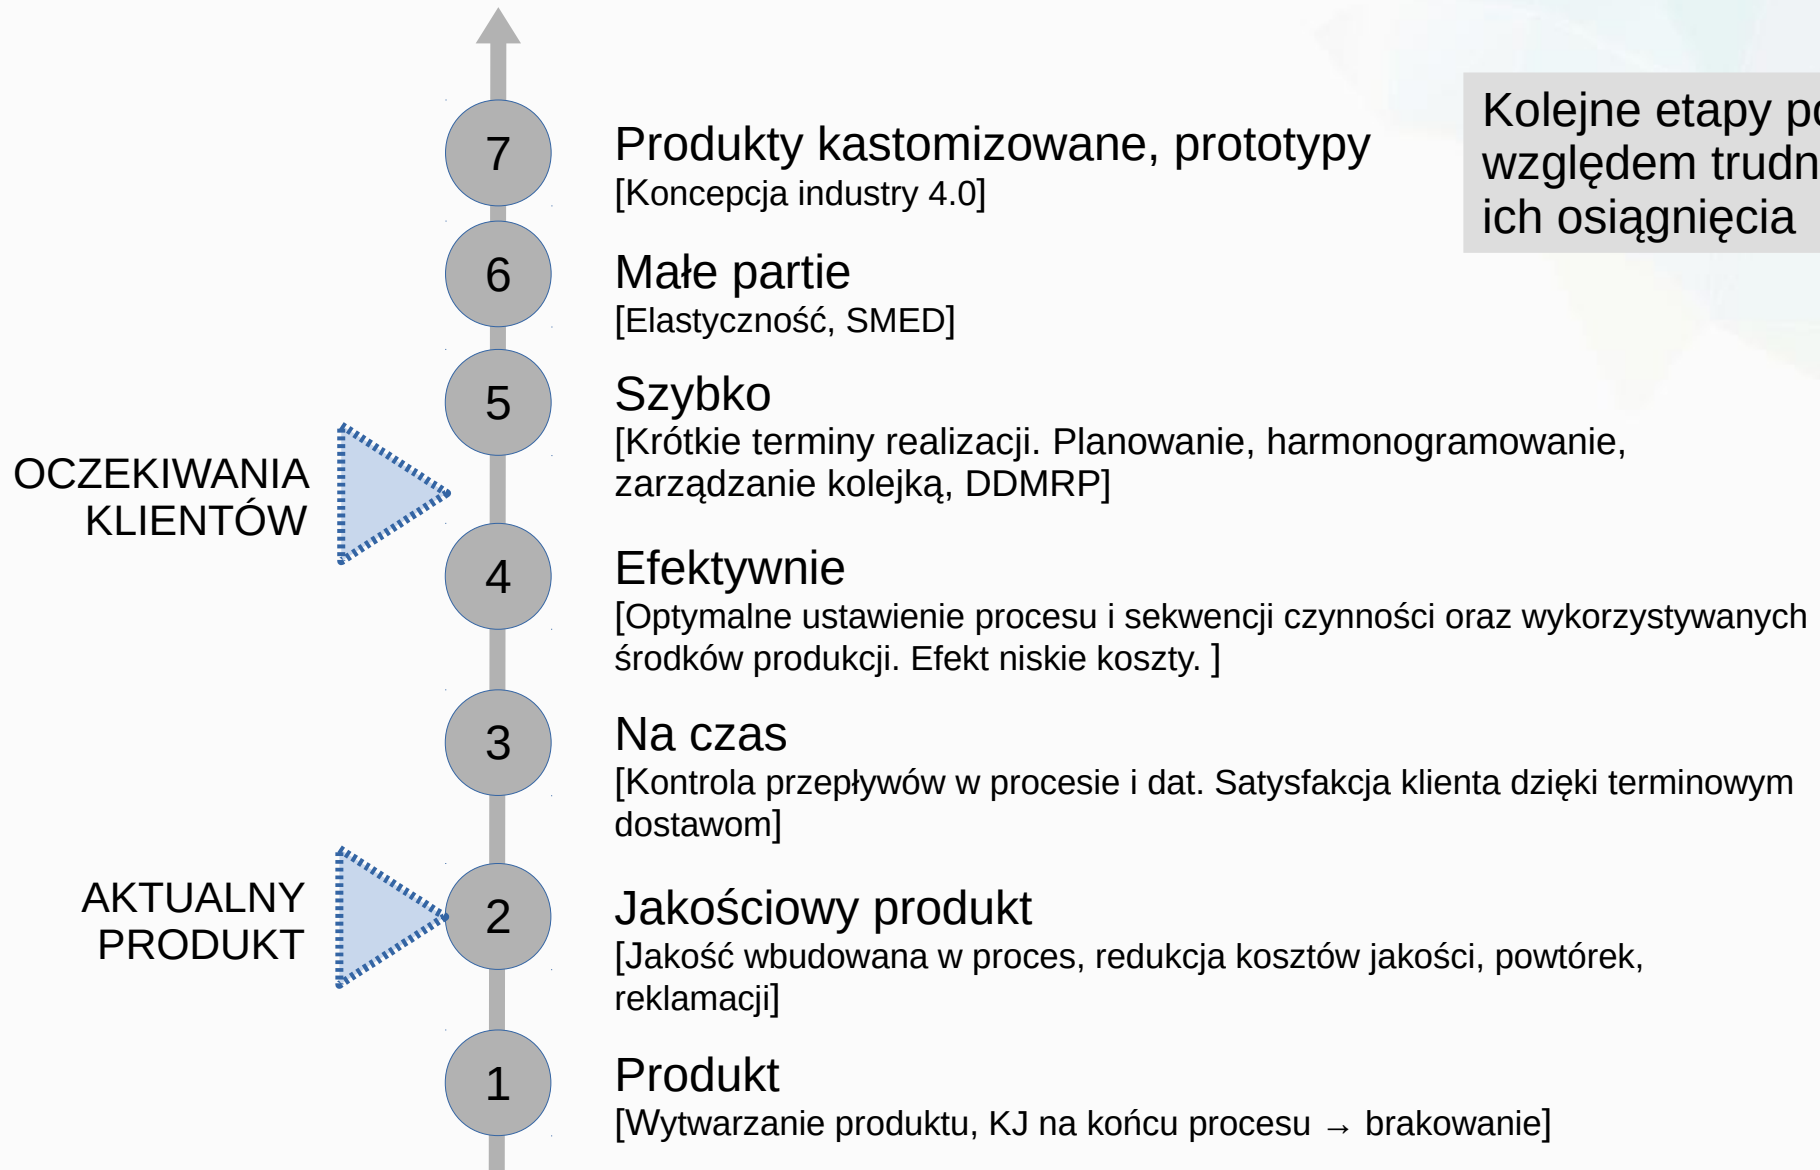 7
Produkty kastomizowane, prototypy
[Koncepcja industry 4.0]
Kolejne etapy
względem
ich osiągnięcia
6
Małe partie
[Elastyczność, SMED]
5
Szybko
[Krótkie terminy realizacji. Planowanie, harmonogramowanie,
zarządzanie kolejką, DDMRP]
OCZEKIWANIA
KLIENTÓW
4
Efektywnie
[Optymalne ustawienie procesu i sekwencji czynności oraz wykorzystywanych
środków produkcji. Efekt niskie koszty. ]
3
Na czas
[Kontrola przepływów w procesie i dat. Satysfakcja klienta dzięki terminowym
dostawom]
AKTUALNY
PRODUKT
2
Jakościowy produkt
[Jakość wbudowana w proces, redukcja kosztów jakości, powtórek,
reklamacji]
1
Produkt
[Wytwarzanie produktu, KJ na końcu procesu → brakowanie]